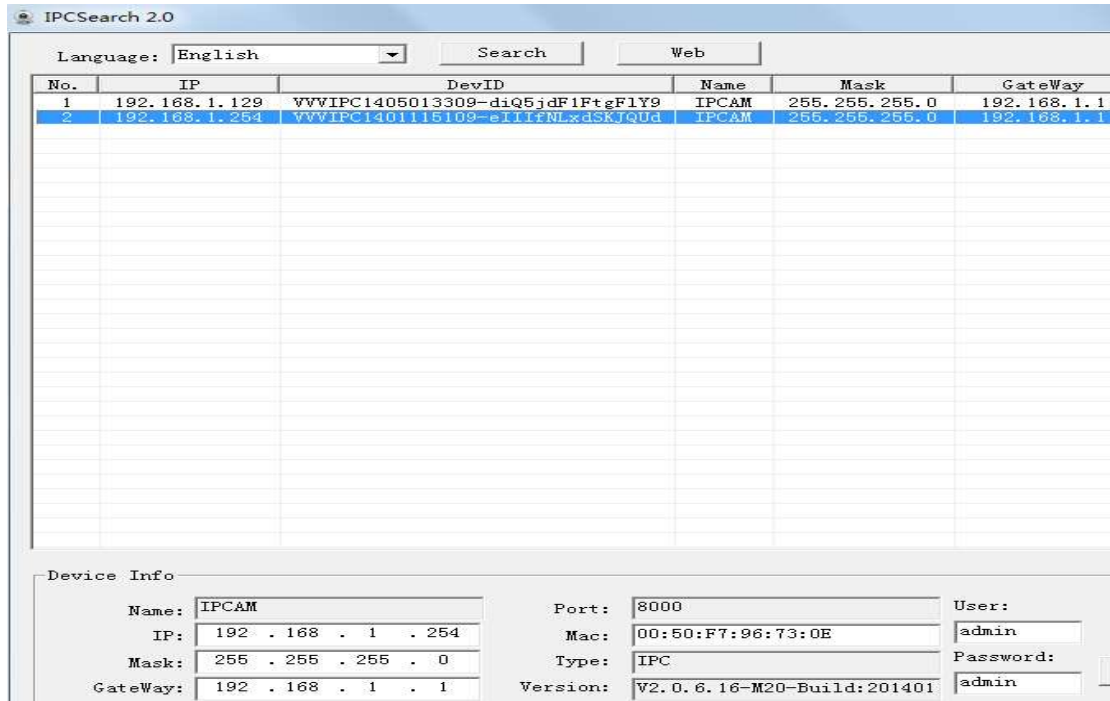 IPCSearch 2.0
Language: English Search Web
No. IP DevID Name Mask GateWay
1 192.168.1.129 VVVIPC1405013309-diQ5jdF1FtgFlY9 IPCAM 255.255.255.0 192.168.1.1
2 192.168.1.254 VVVIPC1401115109-eIIIfNLxdSKJQUd IPCAM 255.255.255.0 192.168.1.1
Device Info
Name: IPCAM Port: 8000 User:
IP: 192 . 168 . 1 . 254 Mac: 00:50:F7:96:73:0E admin
Mask: 255 . 255 . 255 . 0 Type: IPC Password:
GateWay: 192 . 168 . 1 . 1 Version: V2.0.6.16-M20-Build:201401 admin